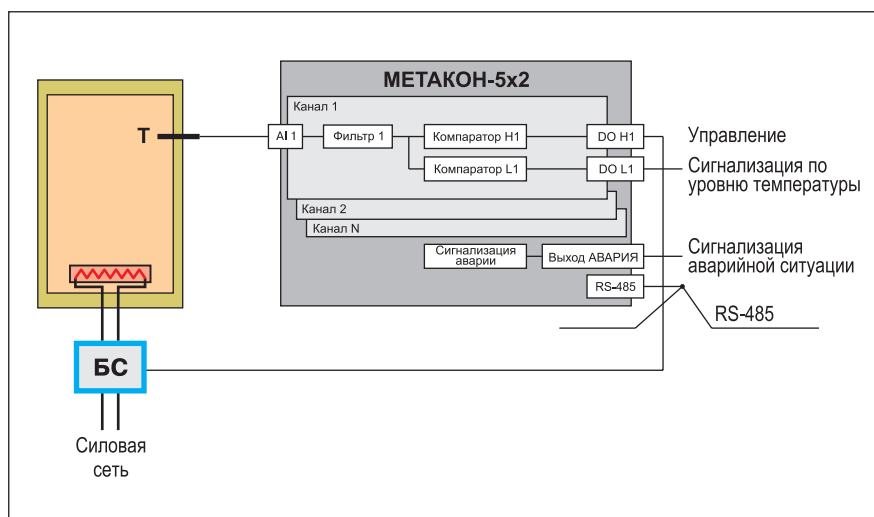 МЕТАКОН-5x2
Канал 1
T
AI 1
Фильтр 1
Компаратор H1
DO H1
Управление
Компаратор L1
DO L1
Сигнализация по
уровню температуры
Канал 2
Канал N
Сигнализация
аварии
Выход АВАРИЯ
Сигнализация
аварийной ситуации
RS-485
RS-485
БС
Силовая
сеть